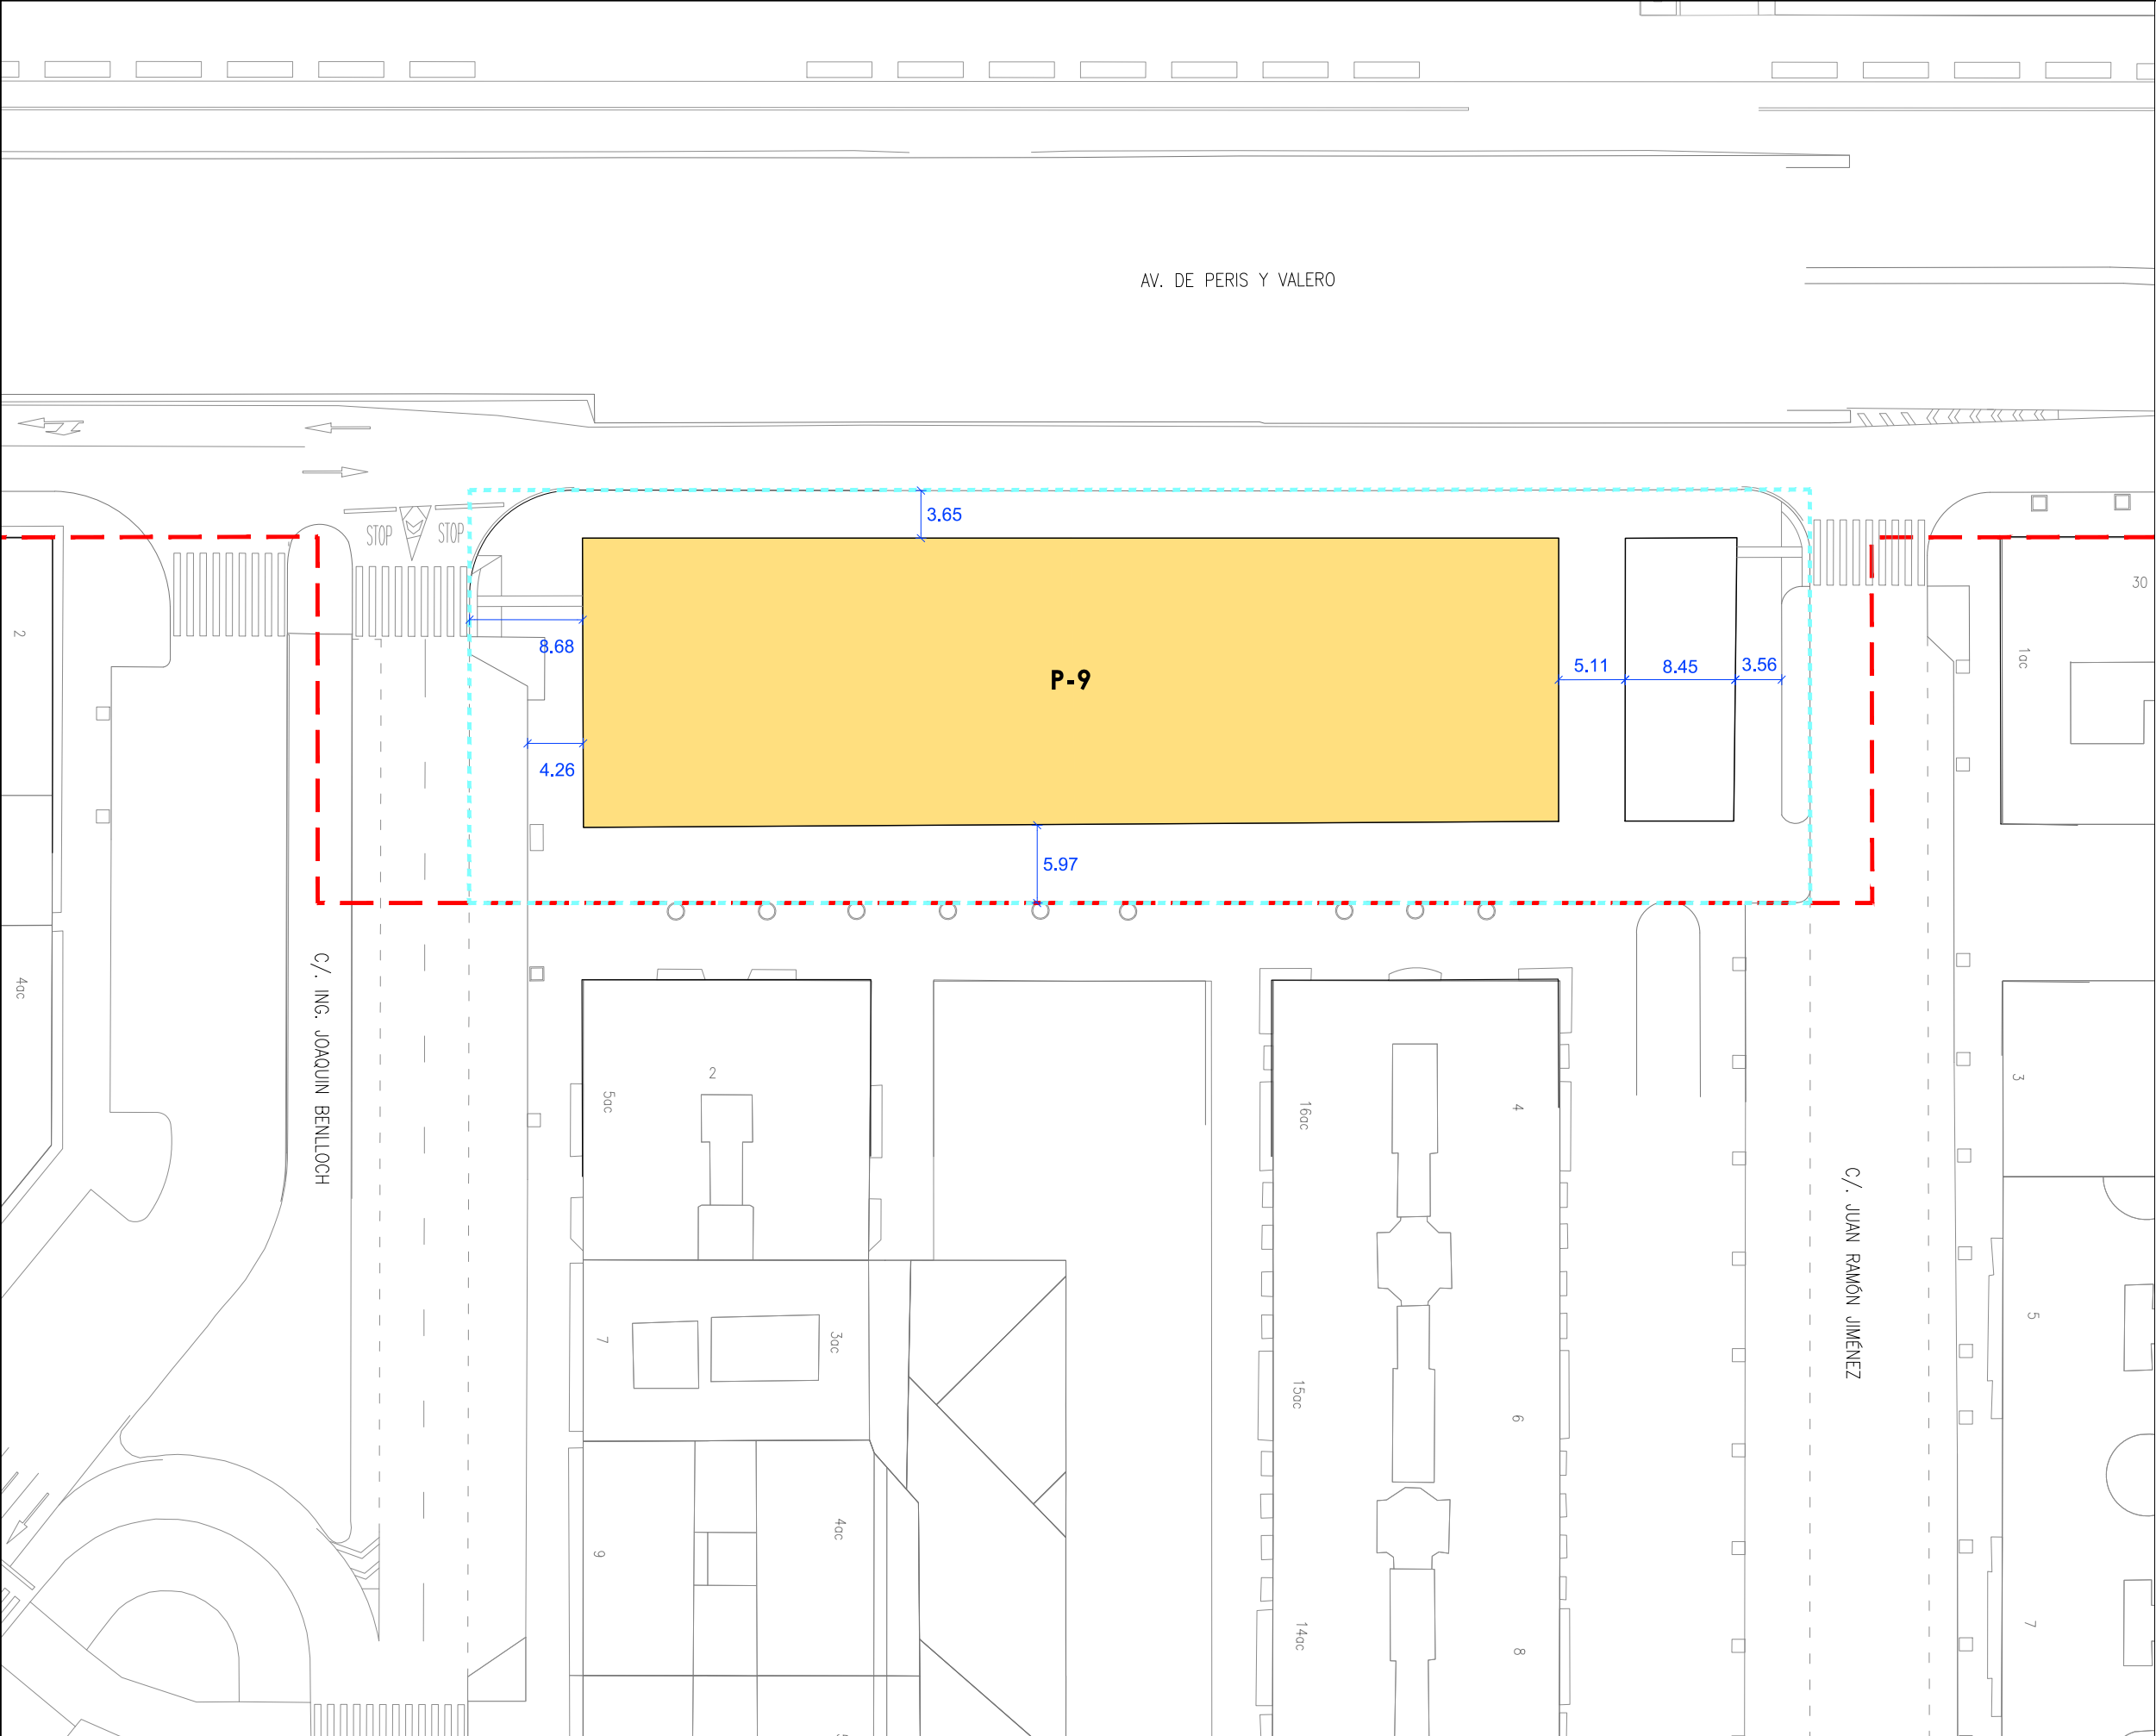 AV. DE PERIS Y VALERO
3.65
STOP
STOP
30
2
8.68
1ac
5.11
8.45
3.56
P-9
4.26
5.97
C/. ING. JOAQUIN BENLLOCH
4ac
2
5ac
16ac
4
3
C/. JUAN RAMÓN JIMÉNEZ
5
7
3ac
15ac
6
4ac
9
14ac
8
7